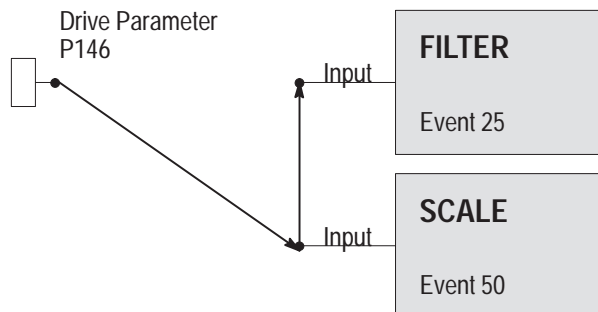 Drive Parameter
P146
Input
FILTER
Event 25
Input
SCALE
Event 50